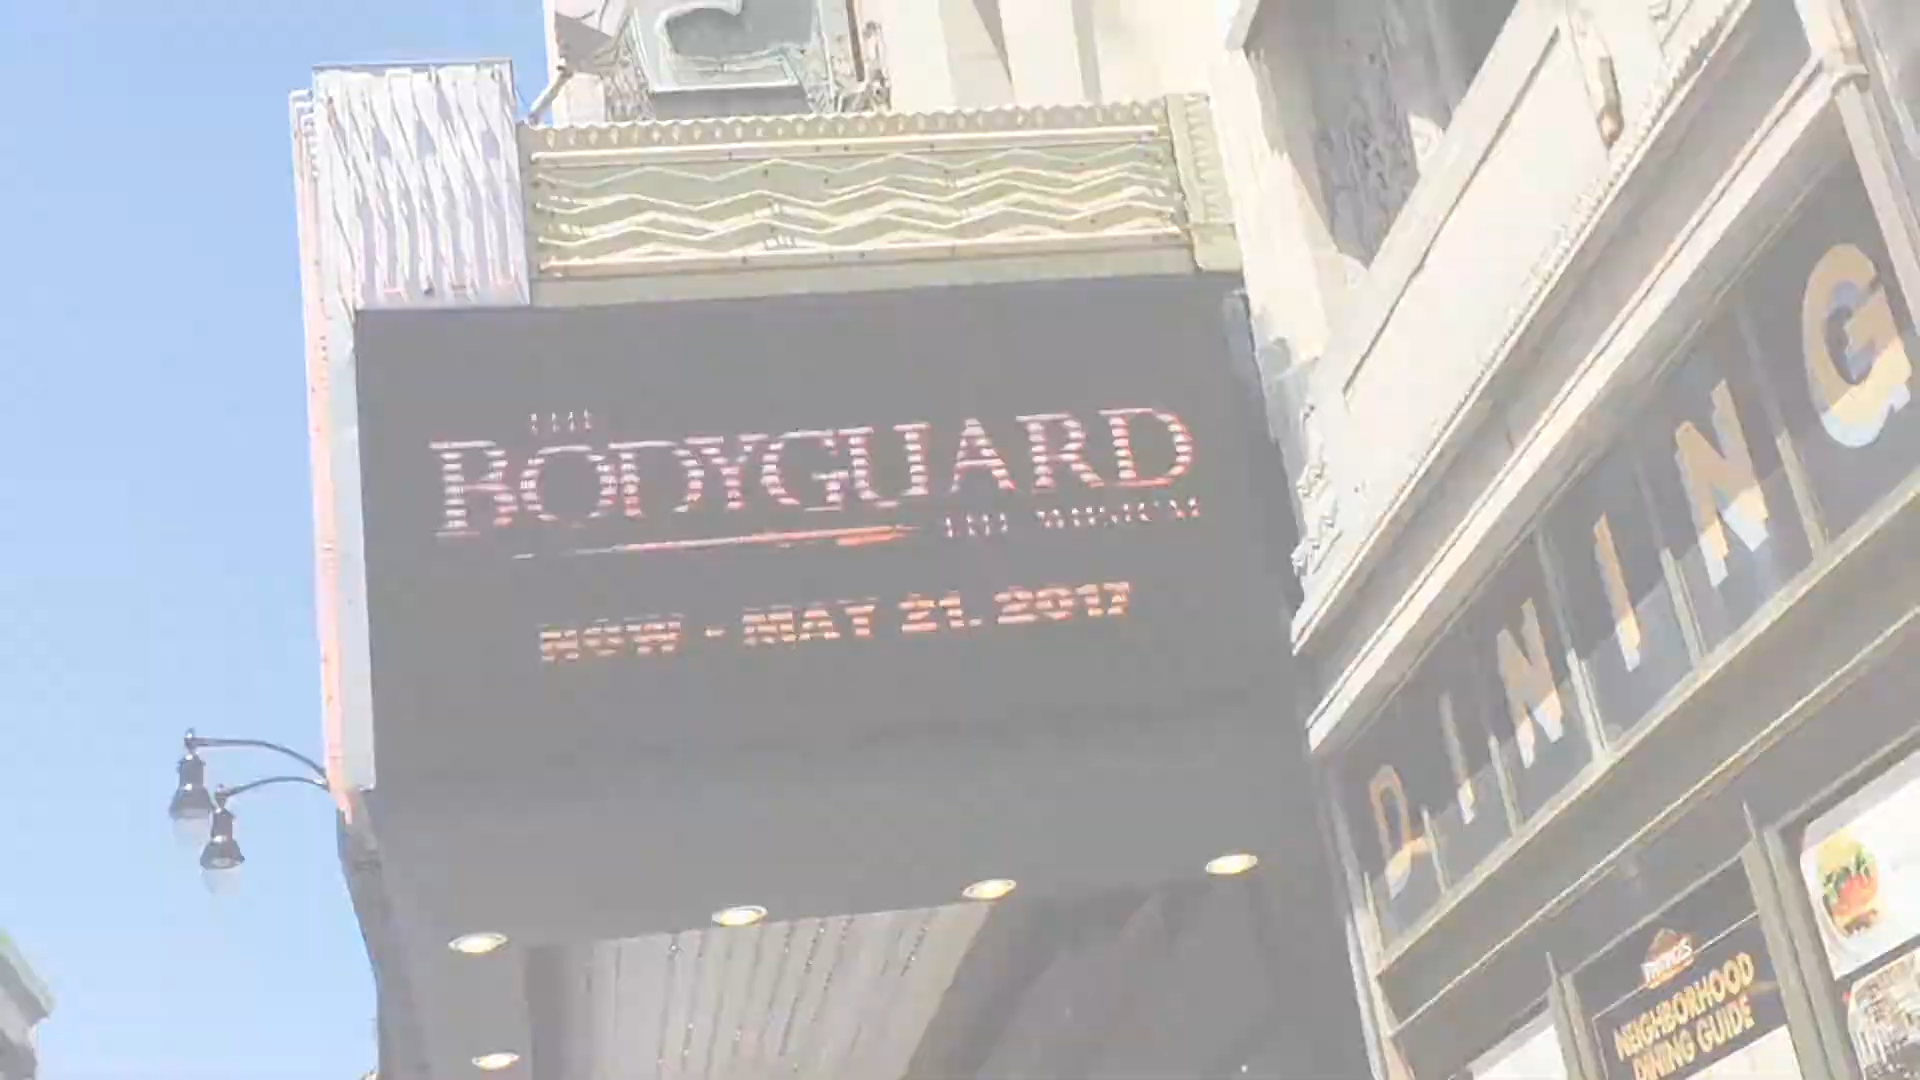 THE
BODYGUARD
THE MUSICAL
NOW - MAY 21, 2017
DINING
NEIGHBORHOOD
DINING GUIDE